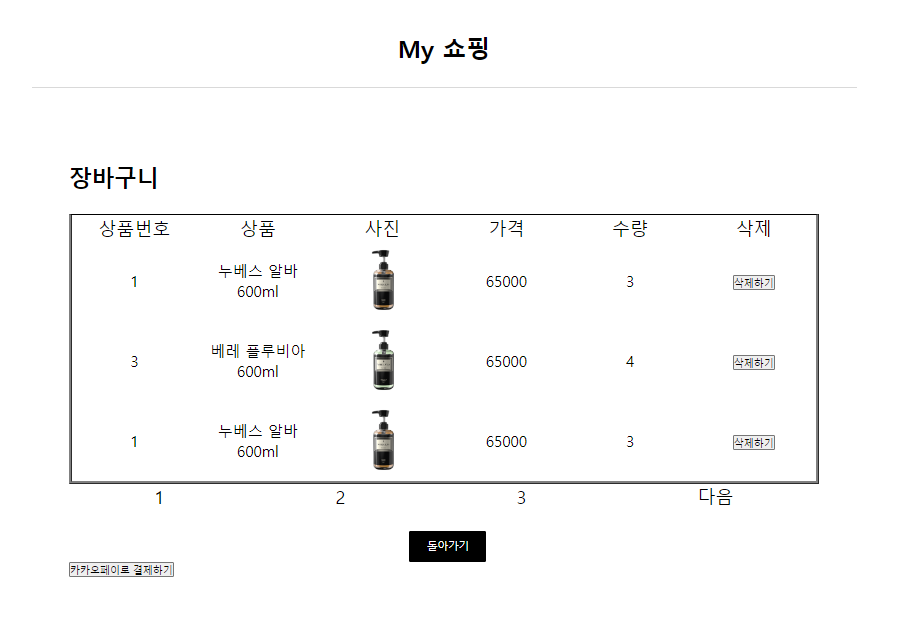 My 쇼핑
장바구니
상품번호 상품 사진 가격 수량 삭제
1 누베스 알바 600ml 65000 3 삭제하기
3 베레 플루비아 600ml 65000 4 삭제하기
1 누베스 알바 600ml 65000 3 삭제하기
1 2 3 다음
돌아가기
카카오페이로 결제하기